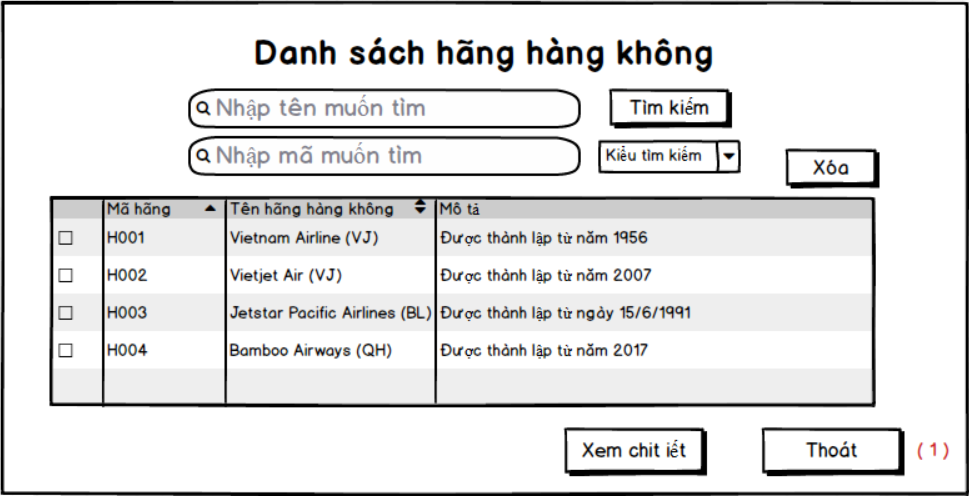 Danh sách hãng hàng không
Nhập tên muốn tìm Tìm kiếm
Nhập mã muốn tìm Kiểu tìm kiếm Xóa
Mã hãng Tên hãng hàng không Mô tả
H001 Vietnam Airline (VJ) Được thành lập từ năm 1956
H002 Vietjet Air (VJ) Được thành lập từ năm 2007
H003 Jetstar Pacific Airlines (BL) Được thành lập từ ngày 15/6/1991
H004 Bamboo Airways (QH) Được thành lập từ năm 2017
Xem chit iết Thoát ( 1 )